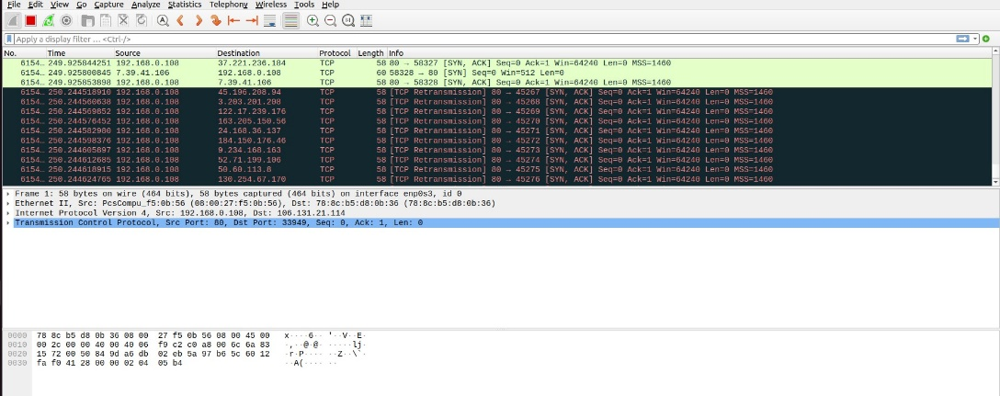 File Edit View Go Capture Analyze Statistics Telephony Wireless Tools Help
Apply a display filter ... <Ctrl-/>
No. Time Source Destination Protocol Length Info
6154… 249.925844251 192.168.0.108 37.221.236.184 TCP 58 80 → 58327 [SYN, ACK] Seq=0 Ack=1 Win=64240 Len=0 MSS=1460
6154… 249.925800845 7.39.41.106 192.168.0.108 TCP 60 58328 → 80 [SYN] Seq=0 Win=512 Len=0
6154… 249.925853898 192.168.0.108 7.39.41.106 TCP 58 80 → 58328 [SYN, ACK] Seq=0 Ack=1 Win=64240 Len=0 MSS=1460
6154… 250.244518910 192.168.0.108 45.196.208.94 TCP 58 [TCP Retransmission] 80 → 45267 [SYN, ACK] Seq=0 Ack=1 Win=64240 Len=0 MSS=1460
6154… 250.244560638 192.168.0.108 3.203.201.208 TCP 58 [TCP Retransmission] 80 → 45268 [SYN, ACK] Seq=0 Ack=1 Win=64240 Len=0 MSS=1460
6154… 250.244569852 192.168.0.108 122.17.239.176 TCP 58 [TCP Retransmission] 80 → 45269 [SYN, ACK] Seq=0 Ack=1 Win=64240 Len=0 MSS=1460
6154… 250.244576452 192.168.0.108 163.205.150.56 TCP 58 [TCP Retransmission] 80 → 45270 [SYN, ACK] Seq=0 Ack=1 Win=64240 Len=0 MSS=1460
6154… 250.244582900 192.168.0.108 24.168.36.137 TCP 58 [TCP Retransmission] 80 → 45271 [SYN, ACK] Seq=0 Ack=1 Win=64240 Len=0 MSS=1460
6154… 250.244598376 192.168.0.108 184.150.176.46 TCP 58 [TCP Retransmission] 80 → 45272 [SYN, ACK] Seq=0 Ack=1 Win=64240 Len=0 MSS=1460
6154… 250.244605897 192.168.0.108 9.234.168.163 TCP 58 [TCP Retransmission] 80 → 45273 [SYN, ACK] Seq=0 Ack=1 Win=64240 Len=0 MSS=1460
6154… 250.244612685 192.168.0.108 52.71.199.106 TCP 58 [TCP Retransmission] 80 → 45274 [SYN, ACK] Seq=0 Ack=1 Win=64240 Len=0 MSS=1460
6154… 250.244618915 192.168.0.108 50.60.113.8 TCP 58 [TCP Retransmission] 80 → 45275 [SYN, ACK] Seq=0 Ack=1 Win=64240 Len=0 MSS=1460
6154… 250.244624765 192.168.0.108 130.254.67.170 TCP 58 [TCP Retransmission] 80 → 45276 [SYN, ACK] Seq=0 Ack=1 Win=64240 Len=0 MSS=1460
Frame 1: 58 bytes on wire (464 bits), 58 bytes captured (464 bits) on interface enp0s3, id 0
Ethernet II, Src: PcsCompu_f5:0b:56 (08:00:27:f5:0b:56), Dst: 78:8c:b5:d8:0b:36 (78:8c:b5:d8:0b:36)
Internet Protocol Version 4, Src: 192.168.0.108, Dst: 106.131.21.114
Transmission Control Protocol, Src Port: 80, Dst Port: 33949, Seq: 0, Ack: 1, Len: 0
0000 78 8c b5 d8 0b 36 08 00 27 f5 0b 56 08 00 45 00 x····6·· '··V··E·
0010 00 2c 00 00 40 00 40 06 f9 c2 c0 a8 00 6c 6a 83 ·,··@·@· ·····lj·
0020 15 72 00 50 84 9d a6 db 02 eb 5a 97 b6 5c 60 12 ·r·P···· ··Z··\`·
0030 fa f0 41 28 00 00 02 04 05 b4 ··A(···· ··